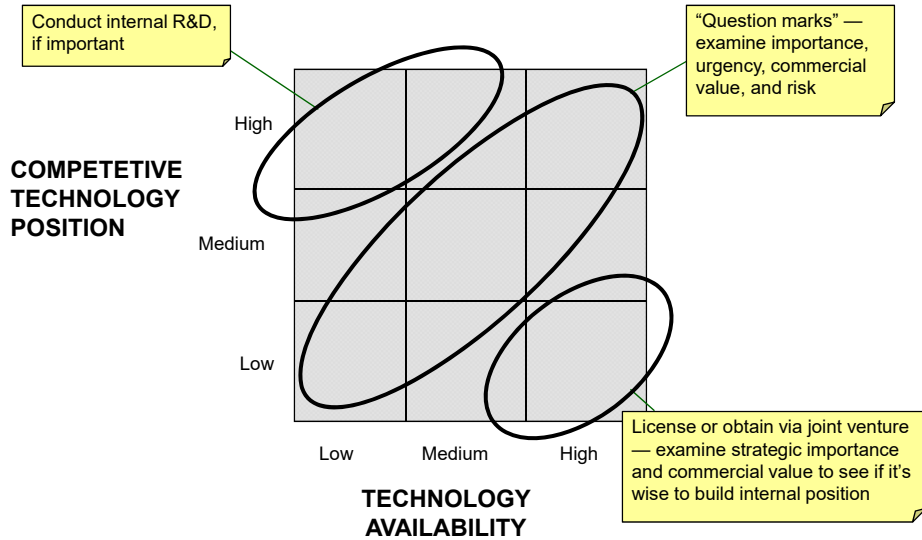 Conduct internal R&D,
if important
“Question marks” —
examine importance,
urgency, commercial
value, and risk
High
COMPETETIVE
TECHNOLOGY
POSITION
Medium
Low
License or obtain via joint venture
— examine strategic importance
and commercial value to see if it’s
wise to build internal position
Low
Medium
High
TECHNOLOGY
AVAILABILITY